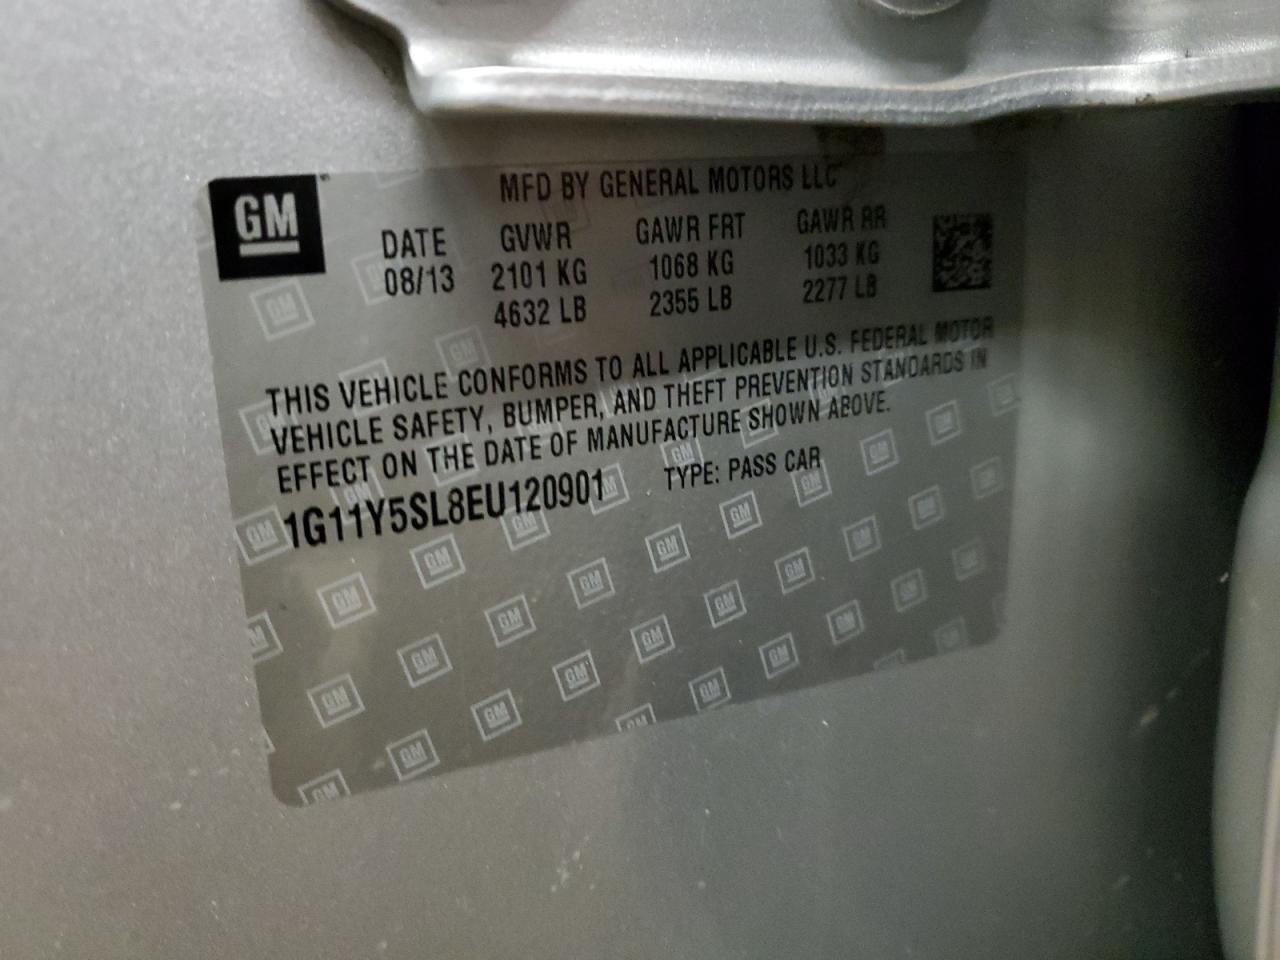 GM
MFD BY GENERAL MOTORS LLC
DATE GVWR GAWR FRT GAWR RR
08/13 2101 KG 1068 KG 1033 KG
4632 LB 2355 LB 2277 LB
THIS VEHICLE CONFORMS TO ALL APPLICABLE U.S. FEDERAL MOTOR
VEHICLE SAFETY, BUMPER, AND THEFT PREVENTION STANDARDS IN
EFFECT ON THE DATE OF MANUFACTURE SHOWN ABOVE.
1G11Y5SL8EU120901 TYPE: PASS CAR